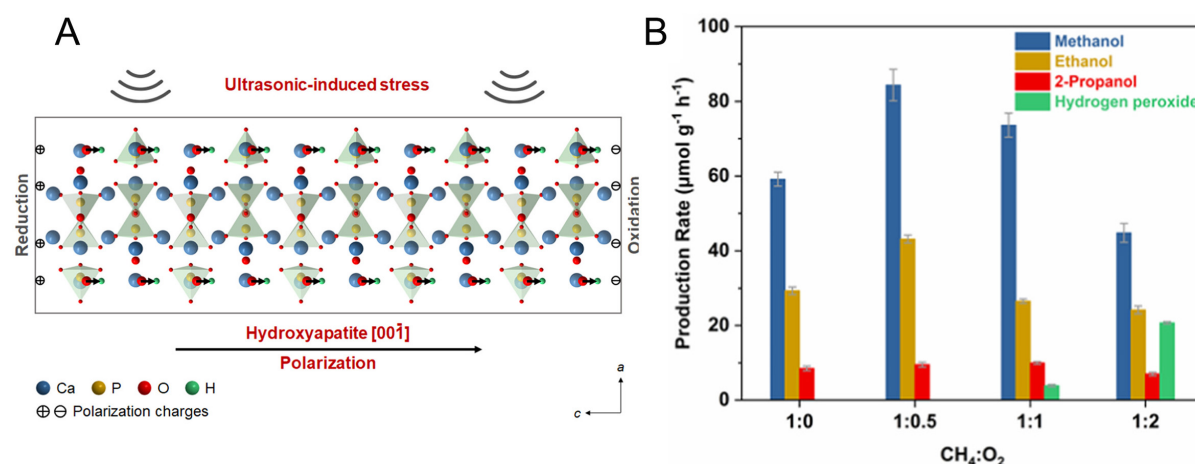 A
Ultrasonic-induced stress
Reduction
Oxidation
Hydroxyapatite [001̄]
Polarization
Ca P O H
⊕⊖ Polarization charges
a
c
B
Production Rate (μmol g⁻¹ h⁻¹)
100
80
60
40
20
0
Methanol
Ethanol
2-Propanol
Hydrogen peroxide
1:0 1:0.5 1:1 1:2
CH₄:O₂